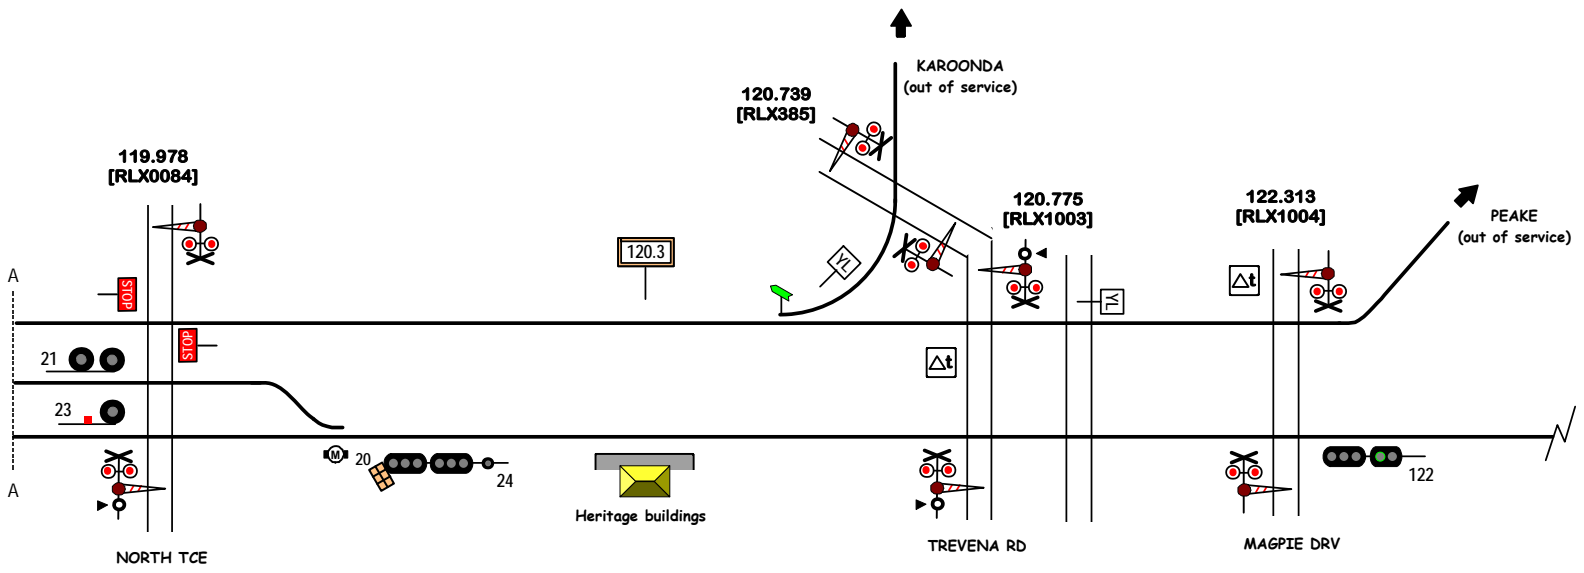 KAROONDA
(out of service)
120.739
[RLX385]
119.978
[RLX0084]
120.775
[RLX1003]
122.313
[RLX1004]
PEAKE
(out of service)
120.3
YL
A
STOP
YL
Δt
STOP
21
Δt
23
M
20
24
122
A
Heritage buildings
NORTH TCE
TREVENA RD
MAGPIE DRV